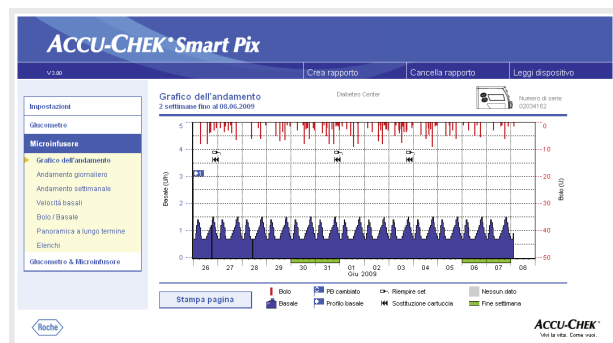 ACCU-CHEK® Smart Pix
V 3.00
Crea rapporto
Cancella rapporto
Leggi dispositivo
Impostazioni
Glucometro
Microinfusore
Grafico dell'andamento
Andamento giornaliero
Andamento settimanale
Velocità basali
Bolo / Basale
Panoramica a lungo termine
Elenchi
Glucometro & Microinfusore
Grafico dell'andamento
2 settimane fino al 08.06.2009
Diabetes Center
Numero di serie
02034162
Basale (U/h)
5
4
3
2
1
0
0
-10
-20
-30
-40
-50
Bolo (U)
26 27 28 29 30 31 01 02 03 04 05 06 07 08
Giu 2009
Stampa pagina
Bolo
PB cambiato
Riempire set
Nessun dato
Basale
Profilo basale
Sostituzione cartuccia
Fine settimana
Roche
ACCU-CHEK®
Vivi la vita. Come vuoi.